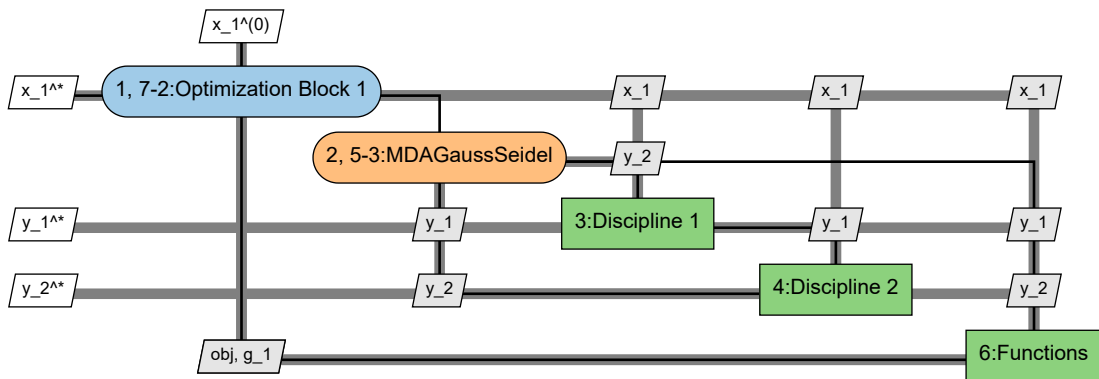 x_1^(0)
x_1^*
1, 7-2:Optimization Block 1
x_1
x_1
x_1
2, 5-3:MDAGaussSeidel
y_2
y_1^*
y_1
3:Discipline 1
y_1
y_1
y_2^*
y_2
4:Discipline 2
y_2
obj, g_1
6:Functions